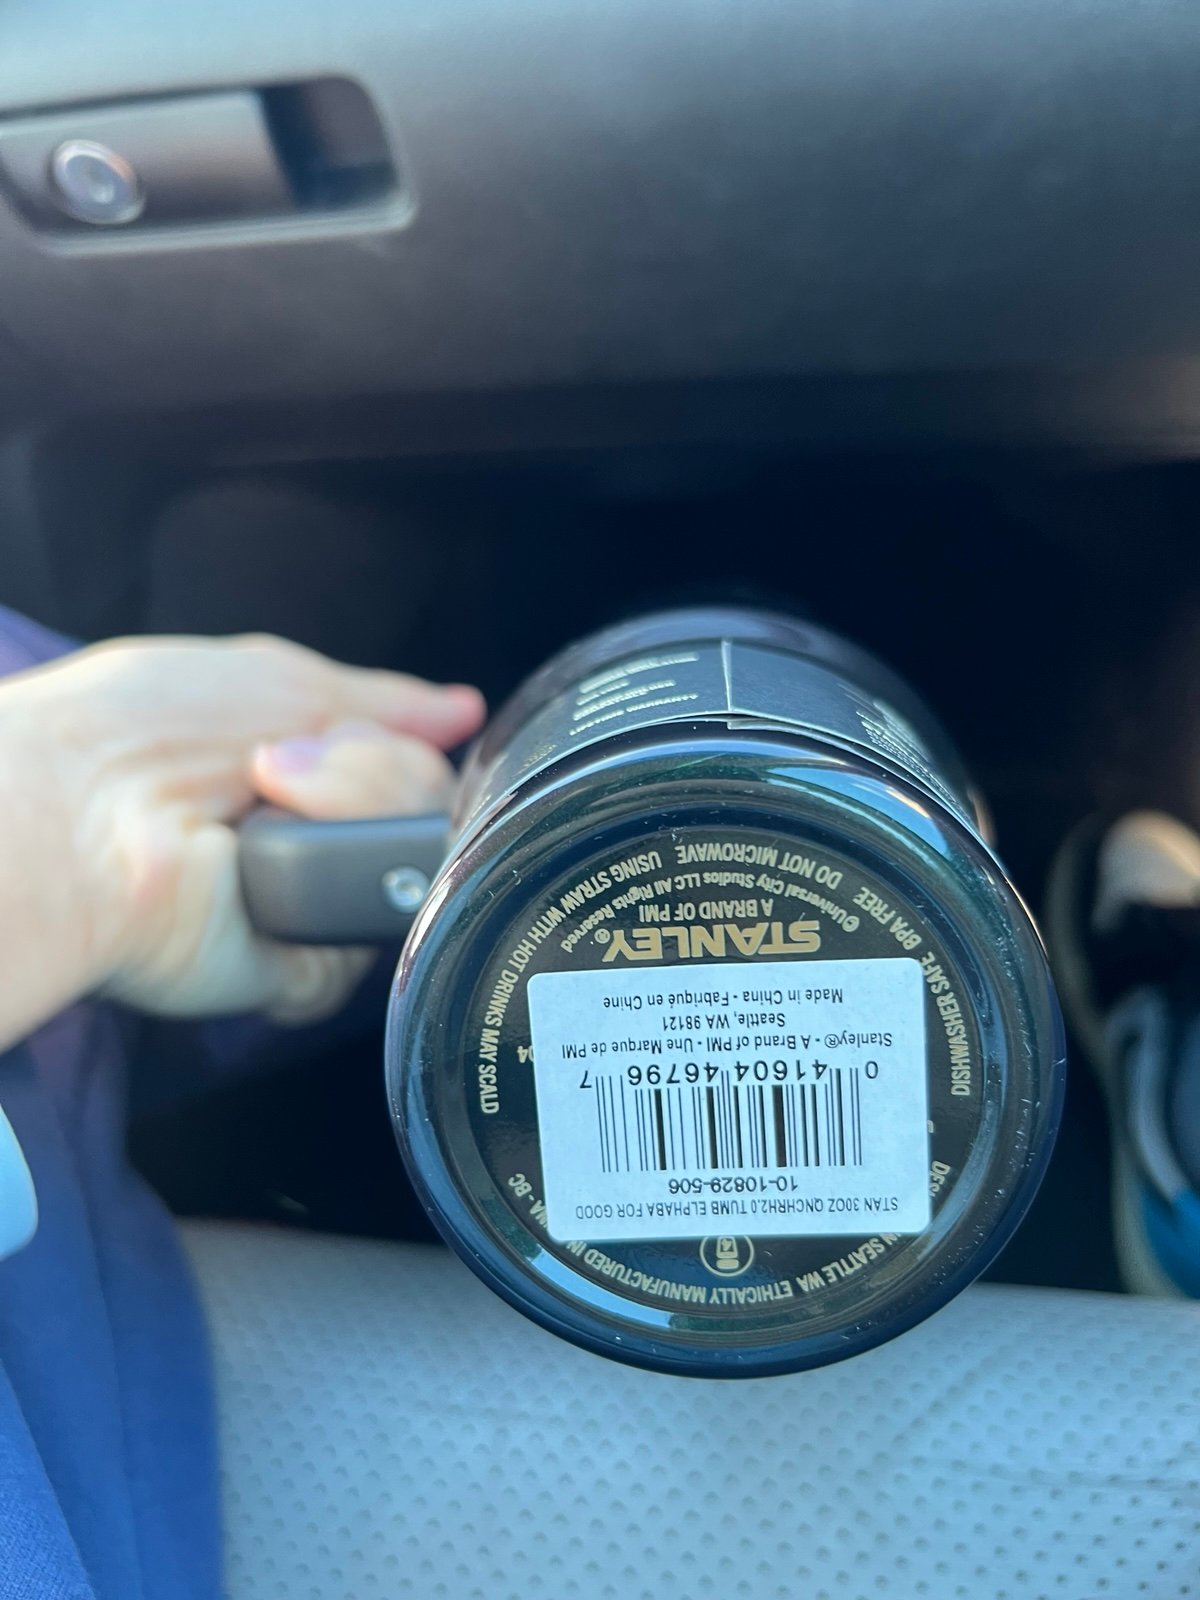 STAN 30OZ QNCHRH2.0 TUMB ELPHABA FOR GOOD
10-10829-506
0 41604 46796 7
Stanley® - A Brand of PMI - Une Marque de PMI
Seattle, WA 98121
Made in China - Fabriqué en Chine
STANLEY®
A BRAND OF PMI
©Universal City Studios LLC All Rights Reserved
DISHWASHER SAFE BPA FREE DO NOT MICROWAVE USING STRAW WITH HOT DRINKS MAY SCALD
SEATTLE WA ETHICALLY MANUFACTURED IN